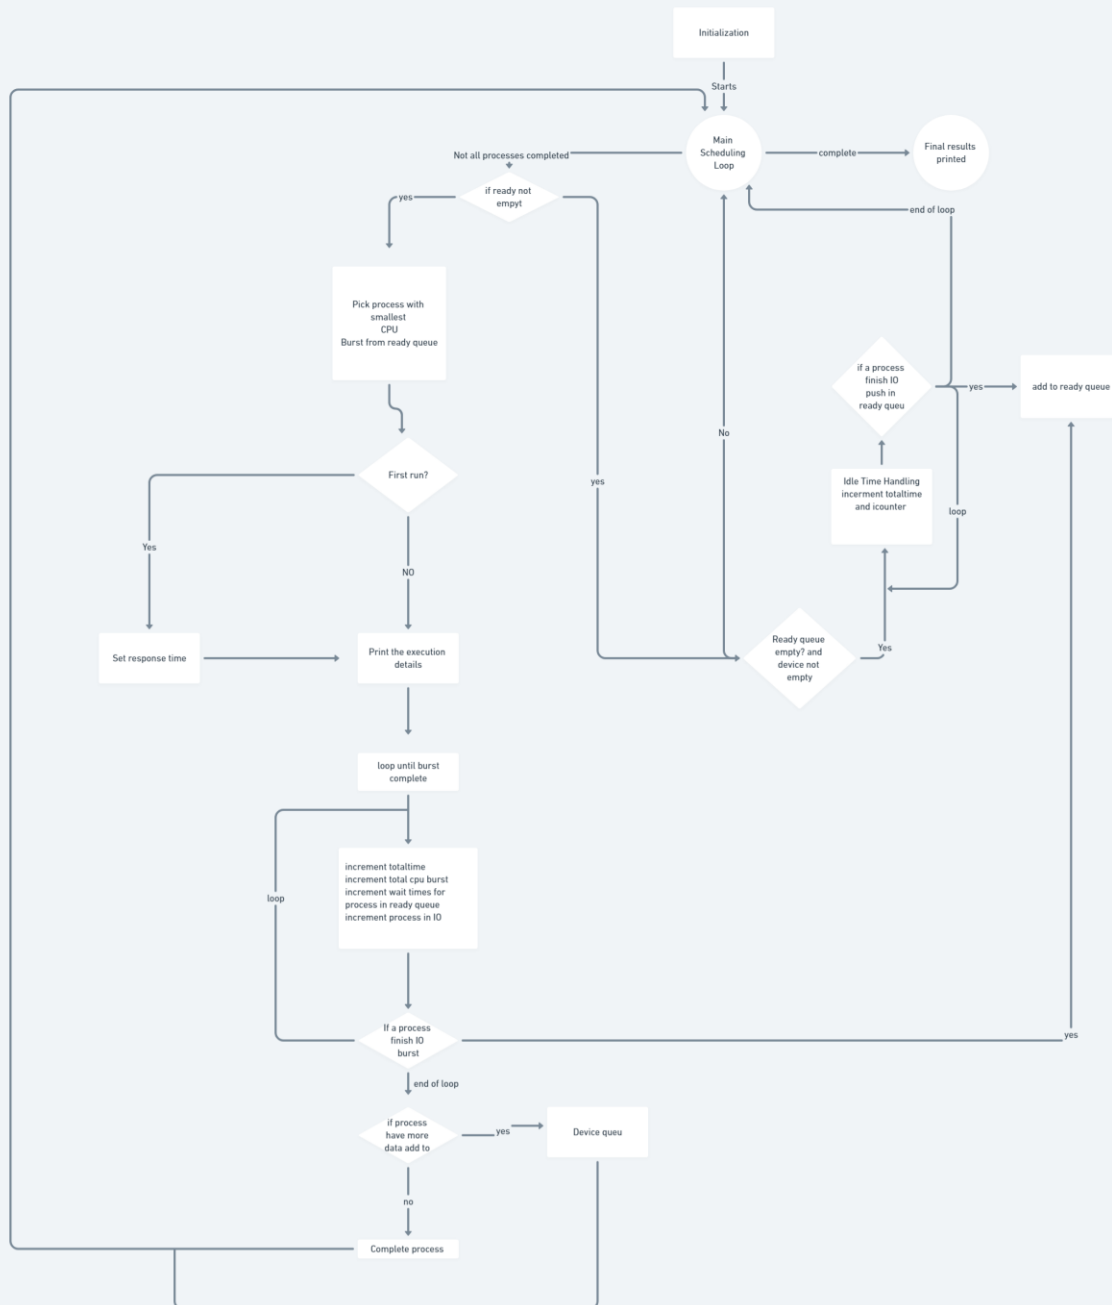 Initialization
Starts
Main
Scheduling
Loop
complete
Final results
printed
Not all processes completed
if ready not
empyt
yes
end of loop
Pick process with
smallest
CPU
Burst from ready queue
if a process
finish IO
push in
ready queu
yes
add to ready queue
No
First run?
yes
Idle Time Handling
incerment totaltime
and icounter
loop
Yes
NO
Set response time
Print the execution
details
Ready queue
empty? and
device not
empty
Yes
loop until burst
complete
increment totaltime
increment total cpu burst
increment wait times for
process in ready queue
increment process in IO
loop
If a process
finish IO
burst
yes
end of loop
if process
have more
data add to
yes
Device queu
no
Complete process